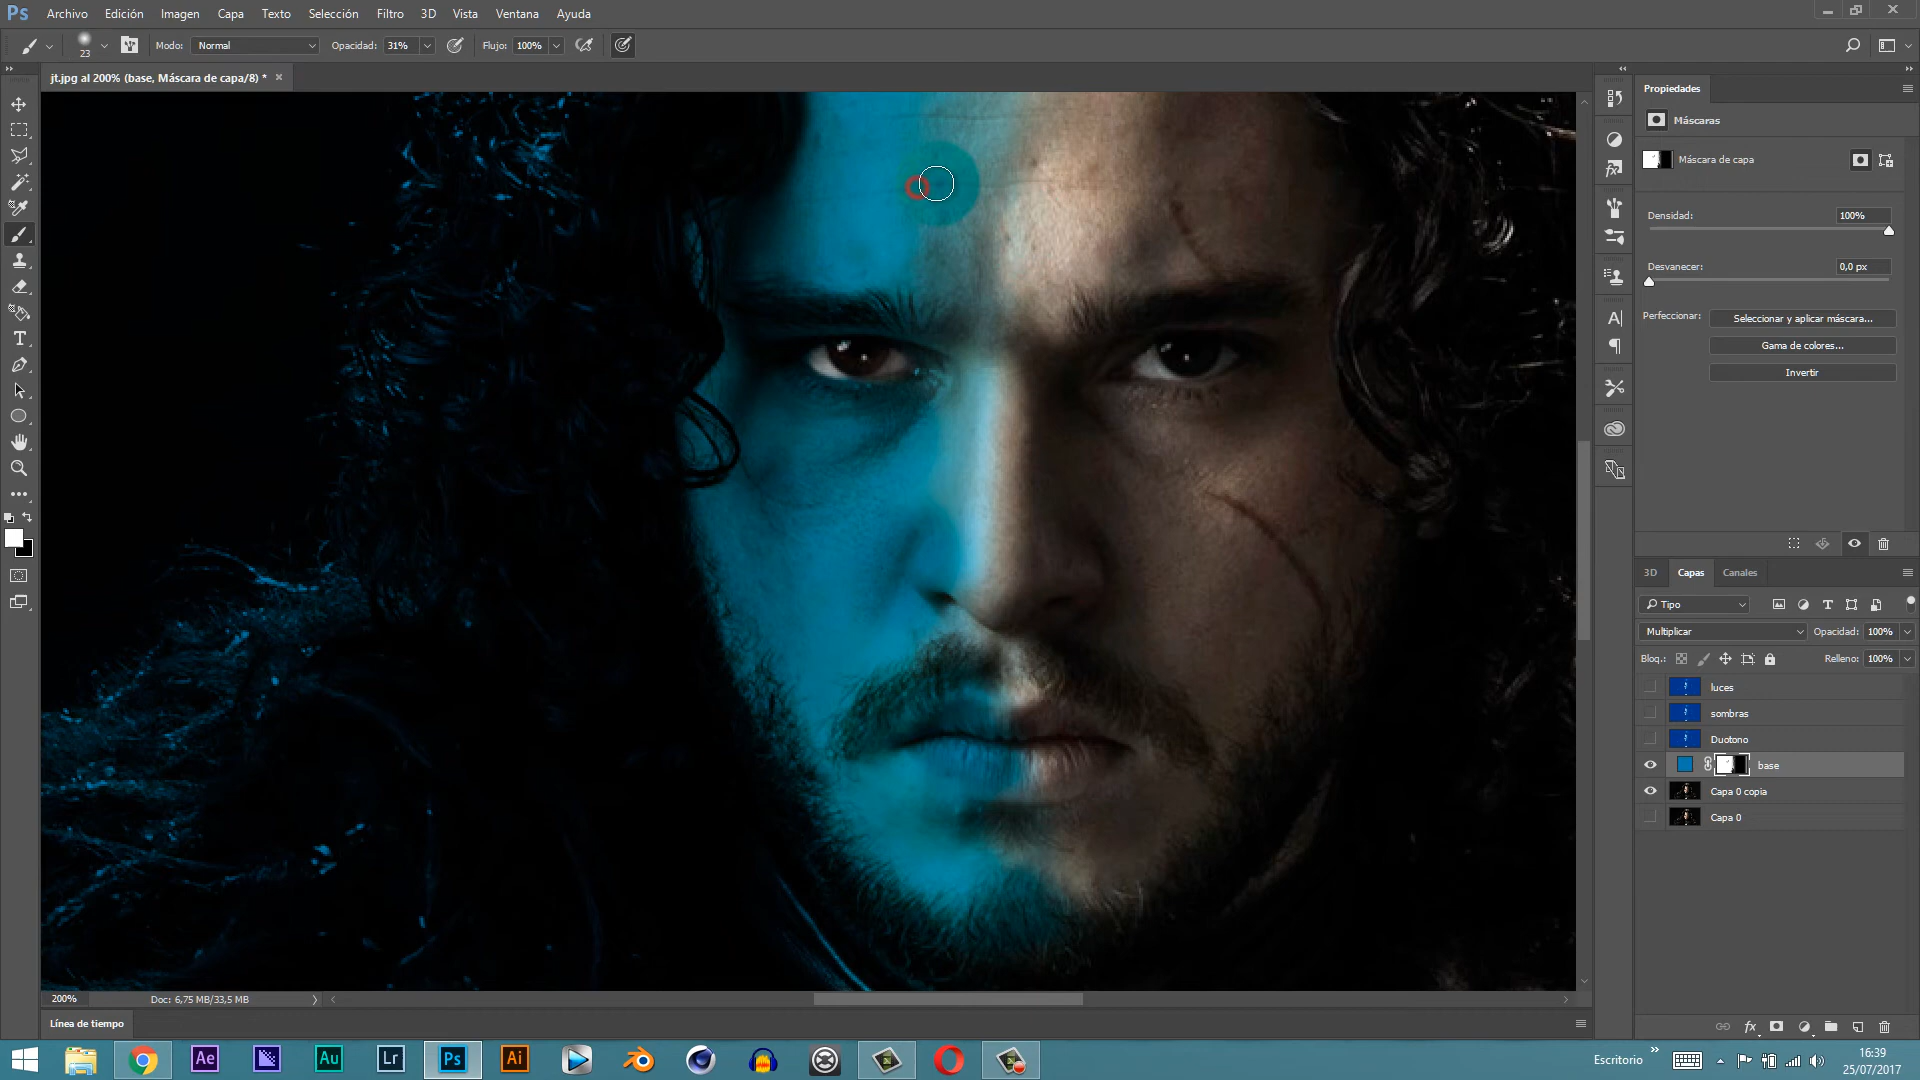 Ps Archivo Edición Imagen Capa Texto Selección Filtro 3D Vista Ventana Ayuda
23 Modo: Normal Opacidad: 31% Flujo: 100%
jt.jpg al 200% (base, Máscara de capa/8) * ×
Propiedades
Máscaras
Máscara de capa
Densidad: 100%
Desvanecer: 0,0 px
Perfeccionar: Seleccionar y aplicar máscara...
Gama de colores...
Invertir
3D Capas Canales
Tipo
Multiplicar Opacidad: 100%
Bloq.: Relleno: 100%
luces
sombras
Duotono
base
Capa 0 copia
Capa 0
200% Doc: 6,75 MB/33,5 MB
Línea de tiempo
Ae Au Lr Ps Ai
Escritorio
16:39
25/07/2017